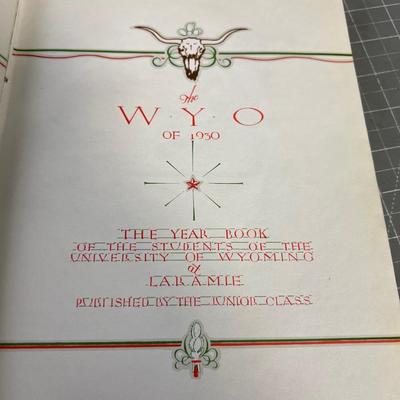 The
W · Y · O
OF 1930
THE YEAR BOOK
OF THE STUDENTS OF THE
UNIVERSITY OF WYOMING
at
LARAMIE
PUBLISHED BY THE JUNIOR CLASS